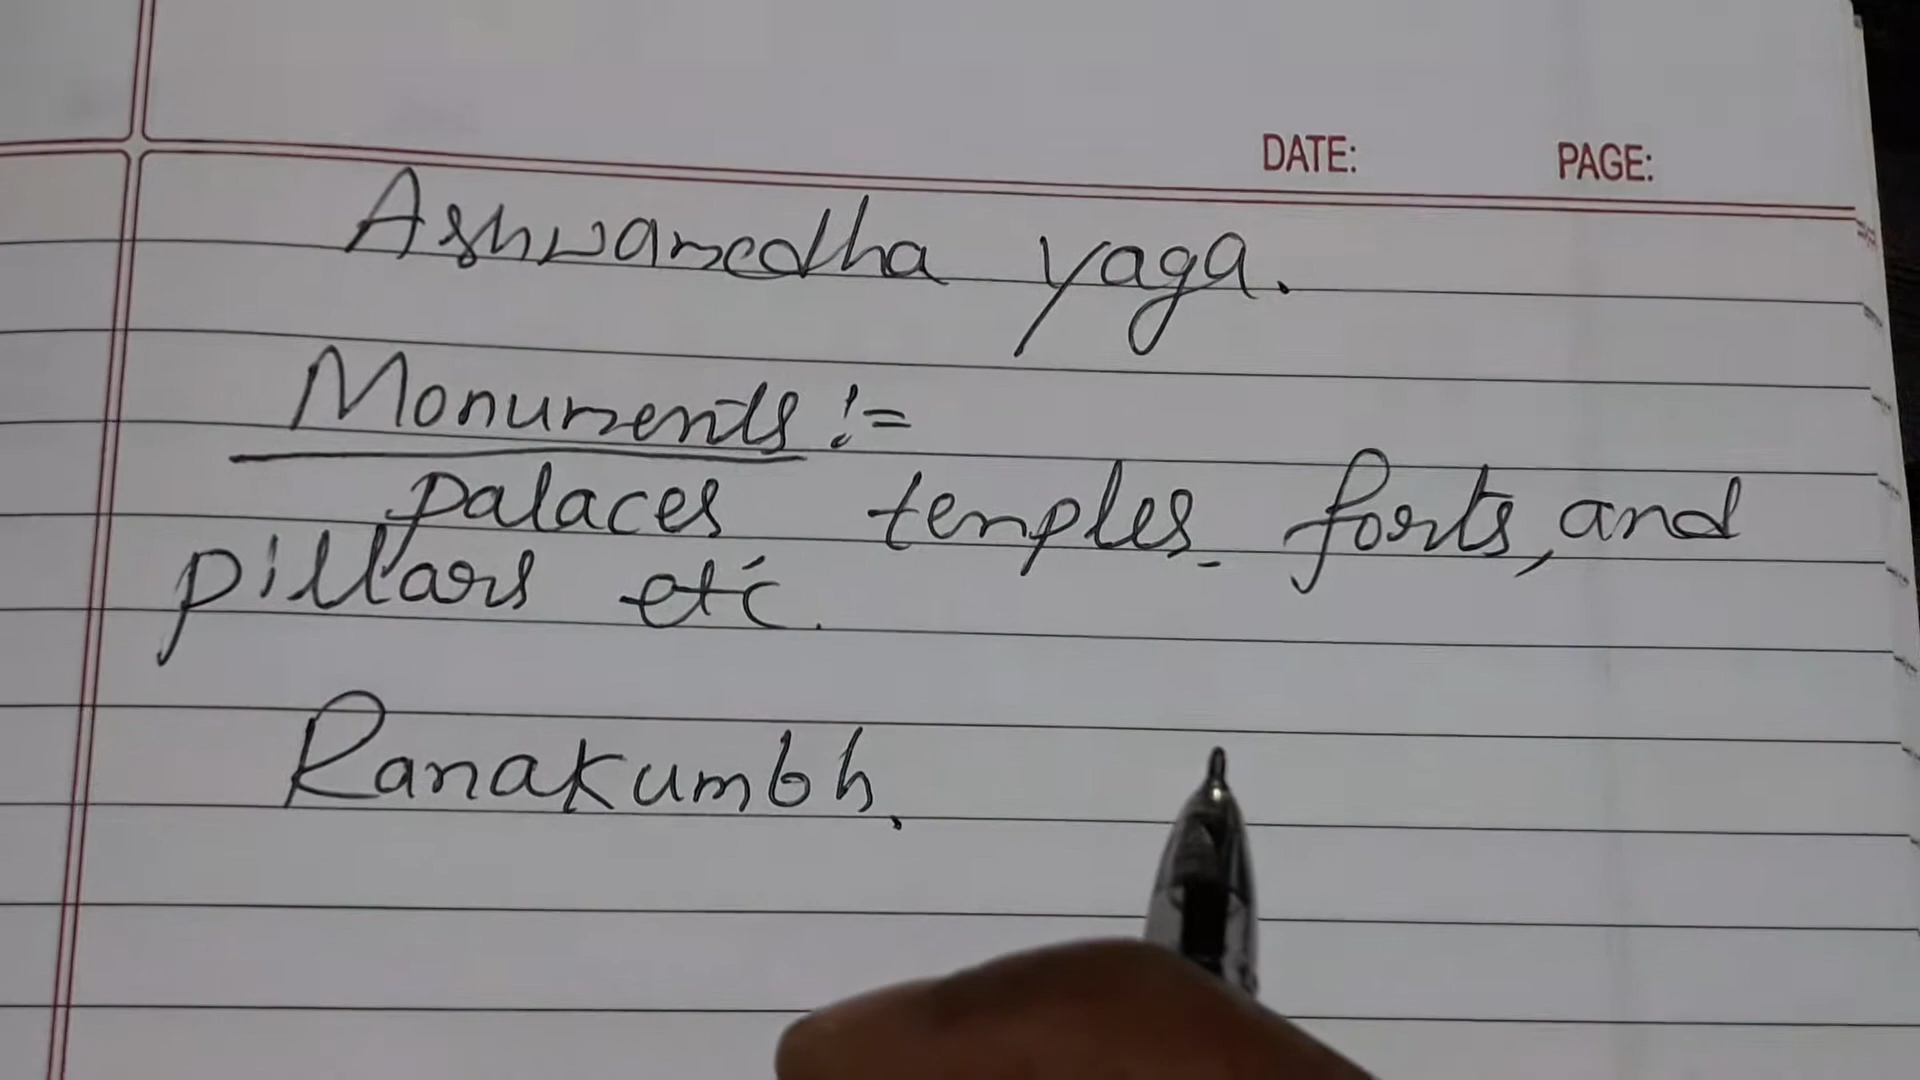 DATE: PAGE:
Ashwamedha yaga.
Monuments :=
palaces temples forts, and
pillars etc.
Ranakumbh.